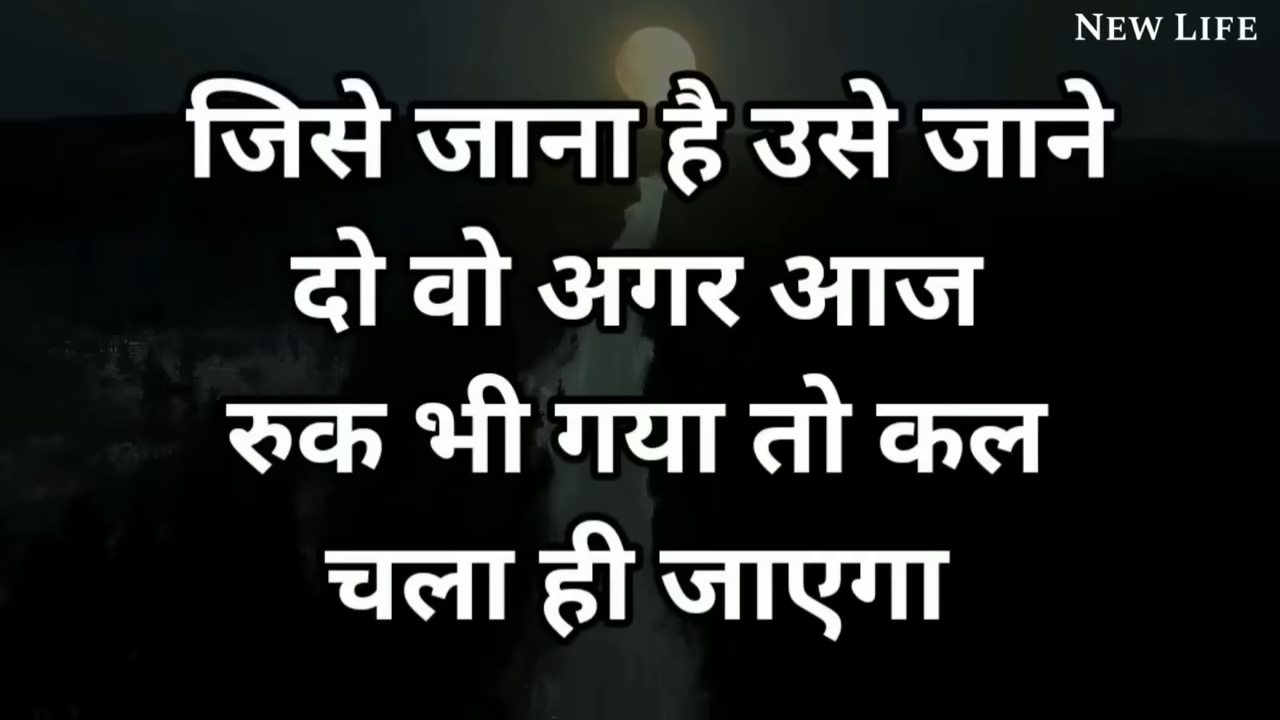 New Life
जिसे जाना है उसे जाने
दो वो अगर आज
रुक भी गया तो कल
चला ही जाएगा